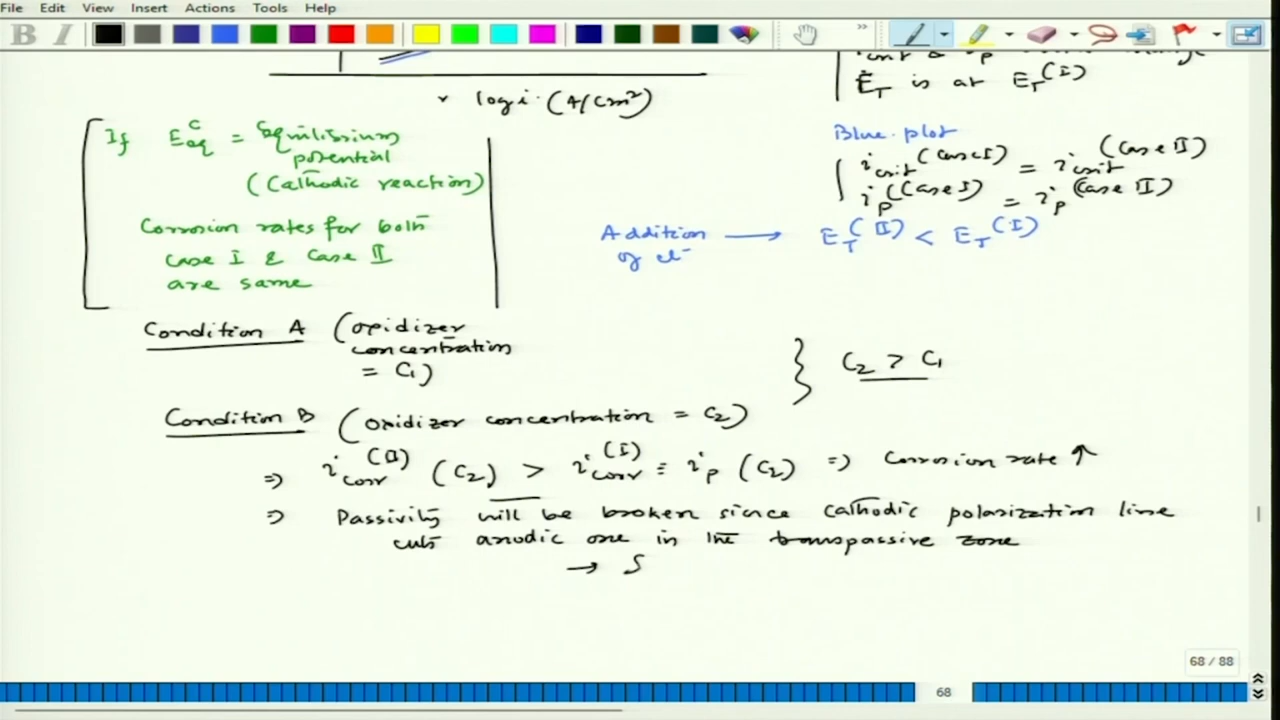 File Edit View Insert Actions Tools Help
B I
log i (A/cm²)
E_T is at E_T(I)
If E_eq^c = Equilibrium
potential
(Cathodic reaction)
Corrosion rates for both
case I & Case II
are same
Blue plot
i_crit (Case I) = i_crit (Case II)
i_p (Case I) = i_p (Case II)
Addition → E_T(II) < E_T(I)
of cl⁻
Condition A (Oxidizer
concentration
= C₁)
} C₂ > C₁
Condition B (Oxidizer concentration = C₂)
⇒ i_corr^(II) (C₂) > i_corr^(I) = i_p (C₂) ⇒ Corrosion rate ↑
⇒ Passivity will be broken since cathodic polarization line
cuts anodic one in the transpassive zone
→ S
68 / 88
68